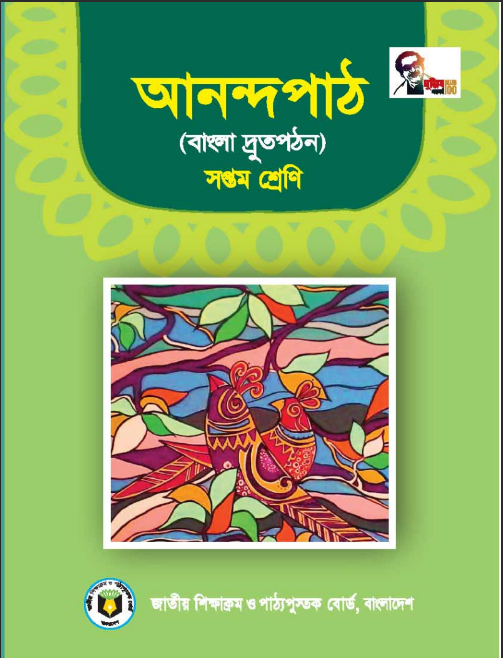 আনন্দপাঠ
(বাংলা দ্রুতপঠন)
সপ্তম শ্রেণি
জাতীয় শিক্ষাক্রম ও পাঠ্যপুস্তক বোর্ড, বাংলাদেশ